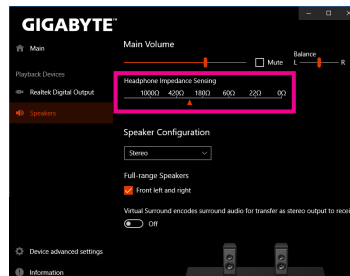 GIGABYTE™
Main
Playback Devices
Realtek Digital Output
Speakers
Device advanced settings
Information
Main Volume
Mute
Balance
L R
Headphone Impedance Sensing
1000Ω 420Ω 180Ω 60Ω 22Ω 0Ω
Speaker Configuration
Stereo
Full-range Speakers
Front left and right
Virtual Surround encodes surround audio for transfer as stereo output to recei
Off